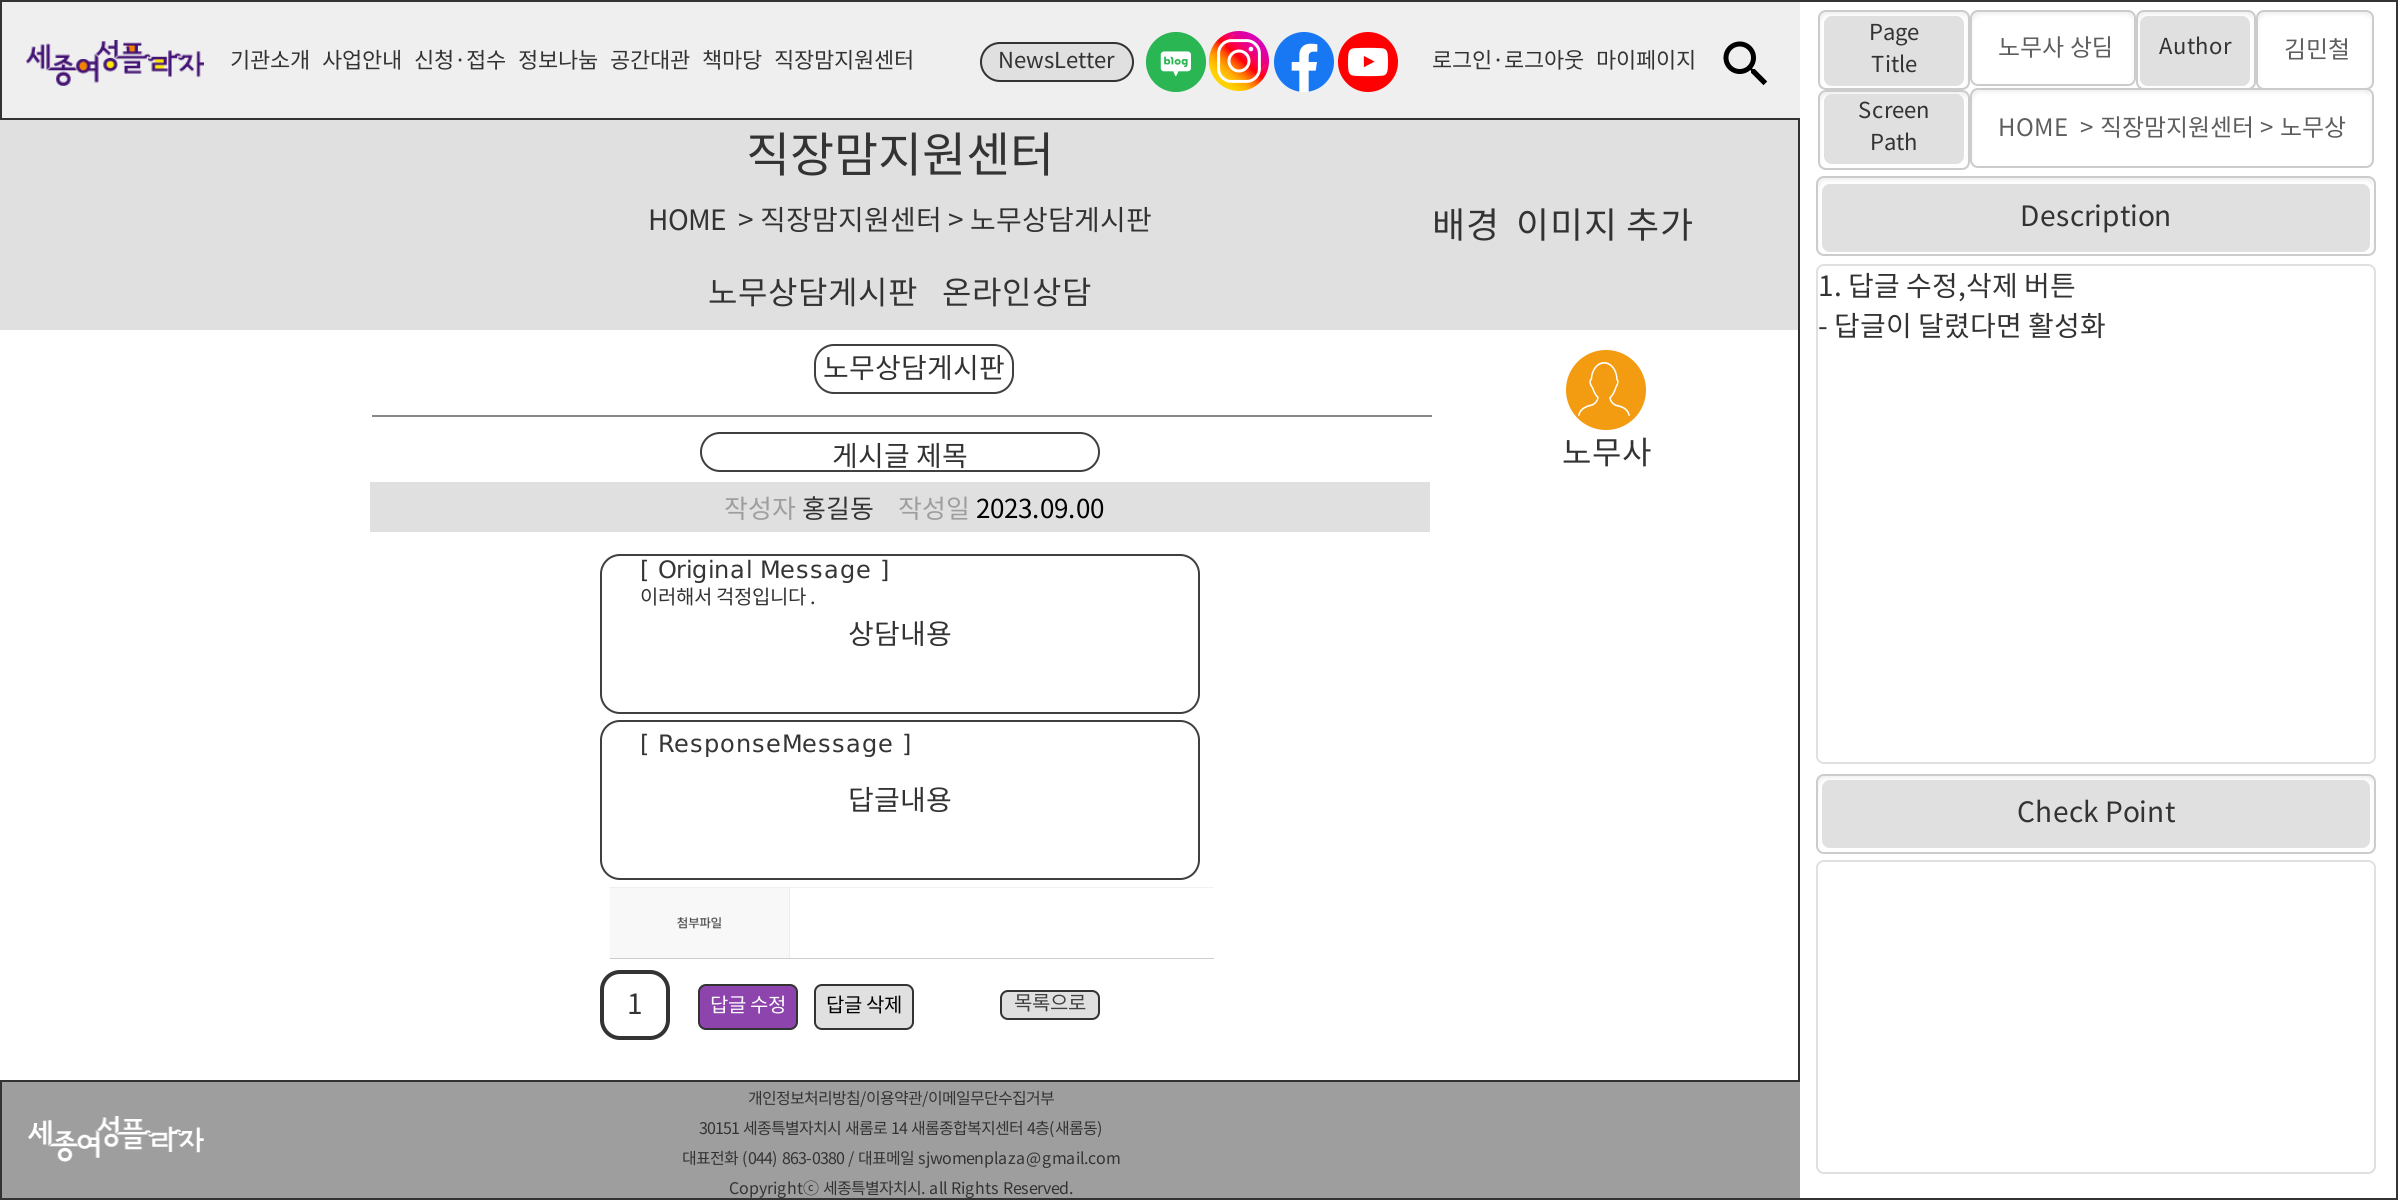 세종여성플라자 기관소개 사업안내 신청·접수 정보나눔 공간대관 책마당 직장맘지원센터 NewsLetter blog 로그인·로그아웃 마이페이지
직장맘지원센터
HOME > 직장맘지원센터 > 노무상담게시판
배경 이미지 추가
노무상담게시판 온라인상담
노무상담게시판
노무사
게시글 제목
작성자 홍길동 작성일 2023.09.00
[ Original Message ]
이러해서 걱정입니다 .
상담내용
[ ResponseMessage ]
답글내용
첨부파일
1 답글 수정 답글 삭제 목록으로
세종여성플라자
개인정보처리방침/이용약관/이메일무단수집거부
30151 세종특별자치시 새롬로 14 새롬종합복지센터 4층(새롬동)
대표전화 (044) 863-0380 / 대표메일 sjwomenplaza@gmail.com
Copyrightⓒ 세종특별자치시. all Rights Reserved.
Page Title
노무사 상담
Author
김민철
Screen Path
HOME > 직장맘지원센터 > 노무상
Description
1. 답글 수정,삭제 버튼
- 답글이 달렸다면 활성화
Check Point